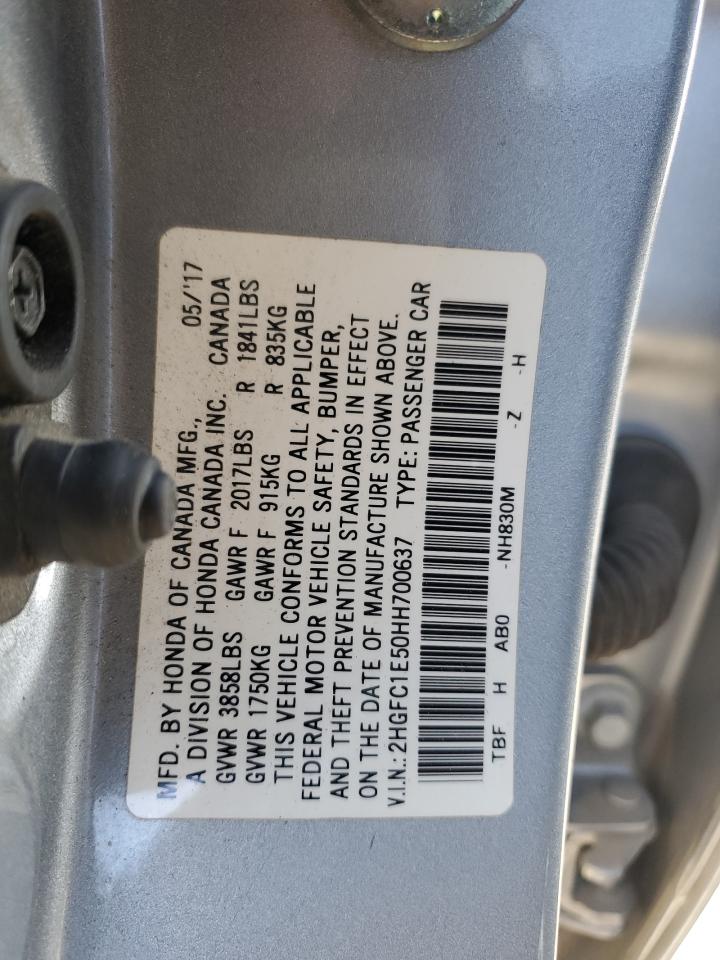 MFD. BY HONDA OF CANADA MFG., 05/'17
A DIVISION OF HONDA CANADA INC. CANADA
GVWR 3858LBS GAWR F 2017LBS R 1841LBS
GVWR 1750KG GAWR F 915KG R 835KG
THIS VEHICLE CONFORMS TO ALL APPLICABLE
FEDERAL MOTOR VEHICLE SAFETY, BUMPER,
AND THEFT PREVENTION STANDARDS IN EFFECT
ON THE DATE OF MANUFACTURE SHOWN ABOVE.
V.I.N.: 2HGFC1E50HH700637 TYPE: PASSENGER CAR
TBF H AB0 -NH830M -Z -H